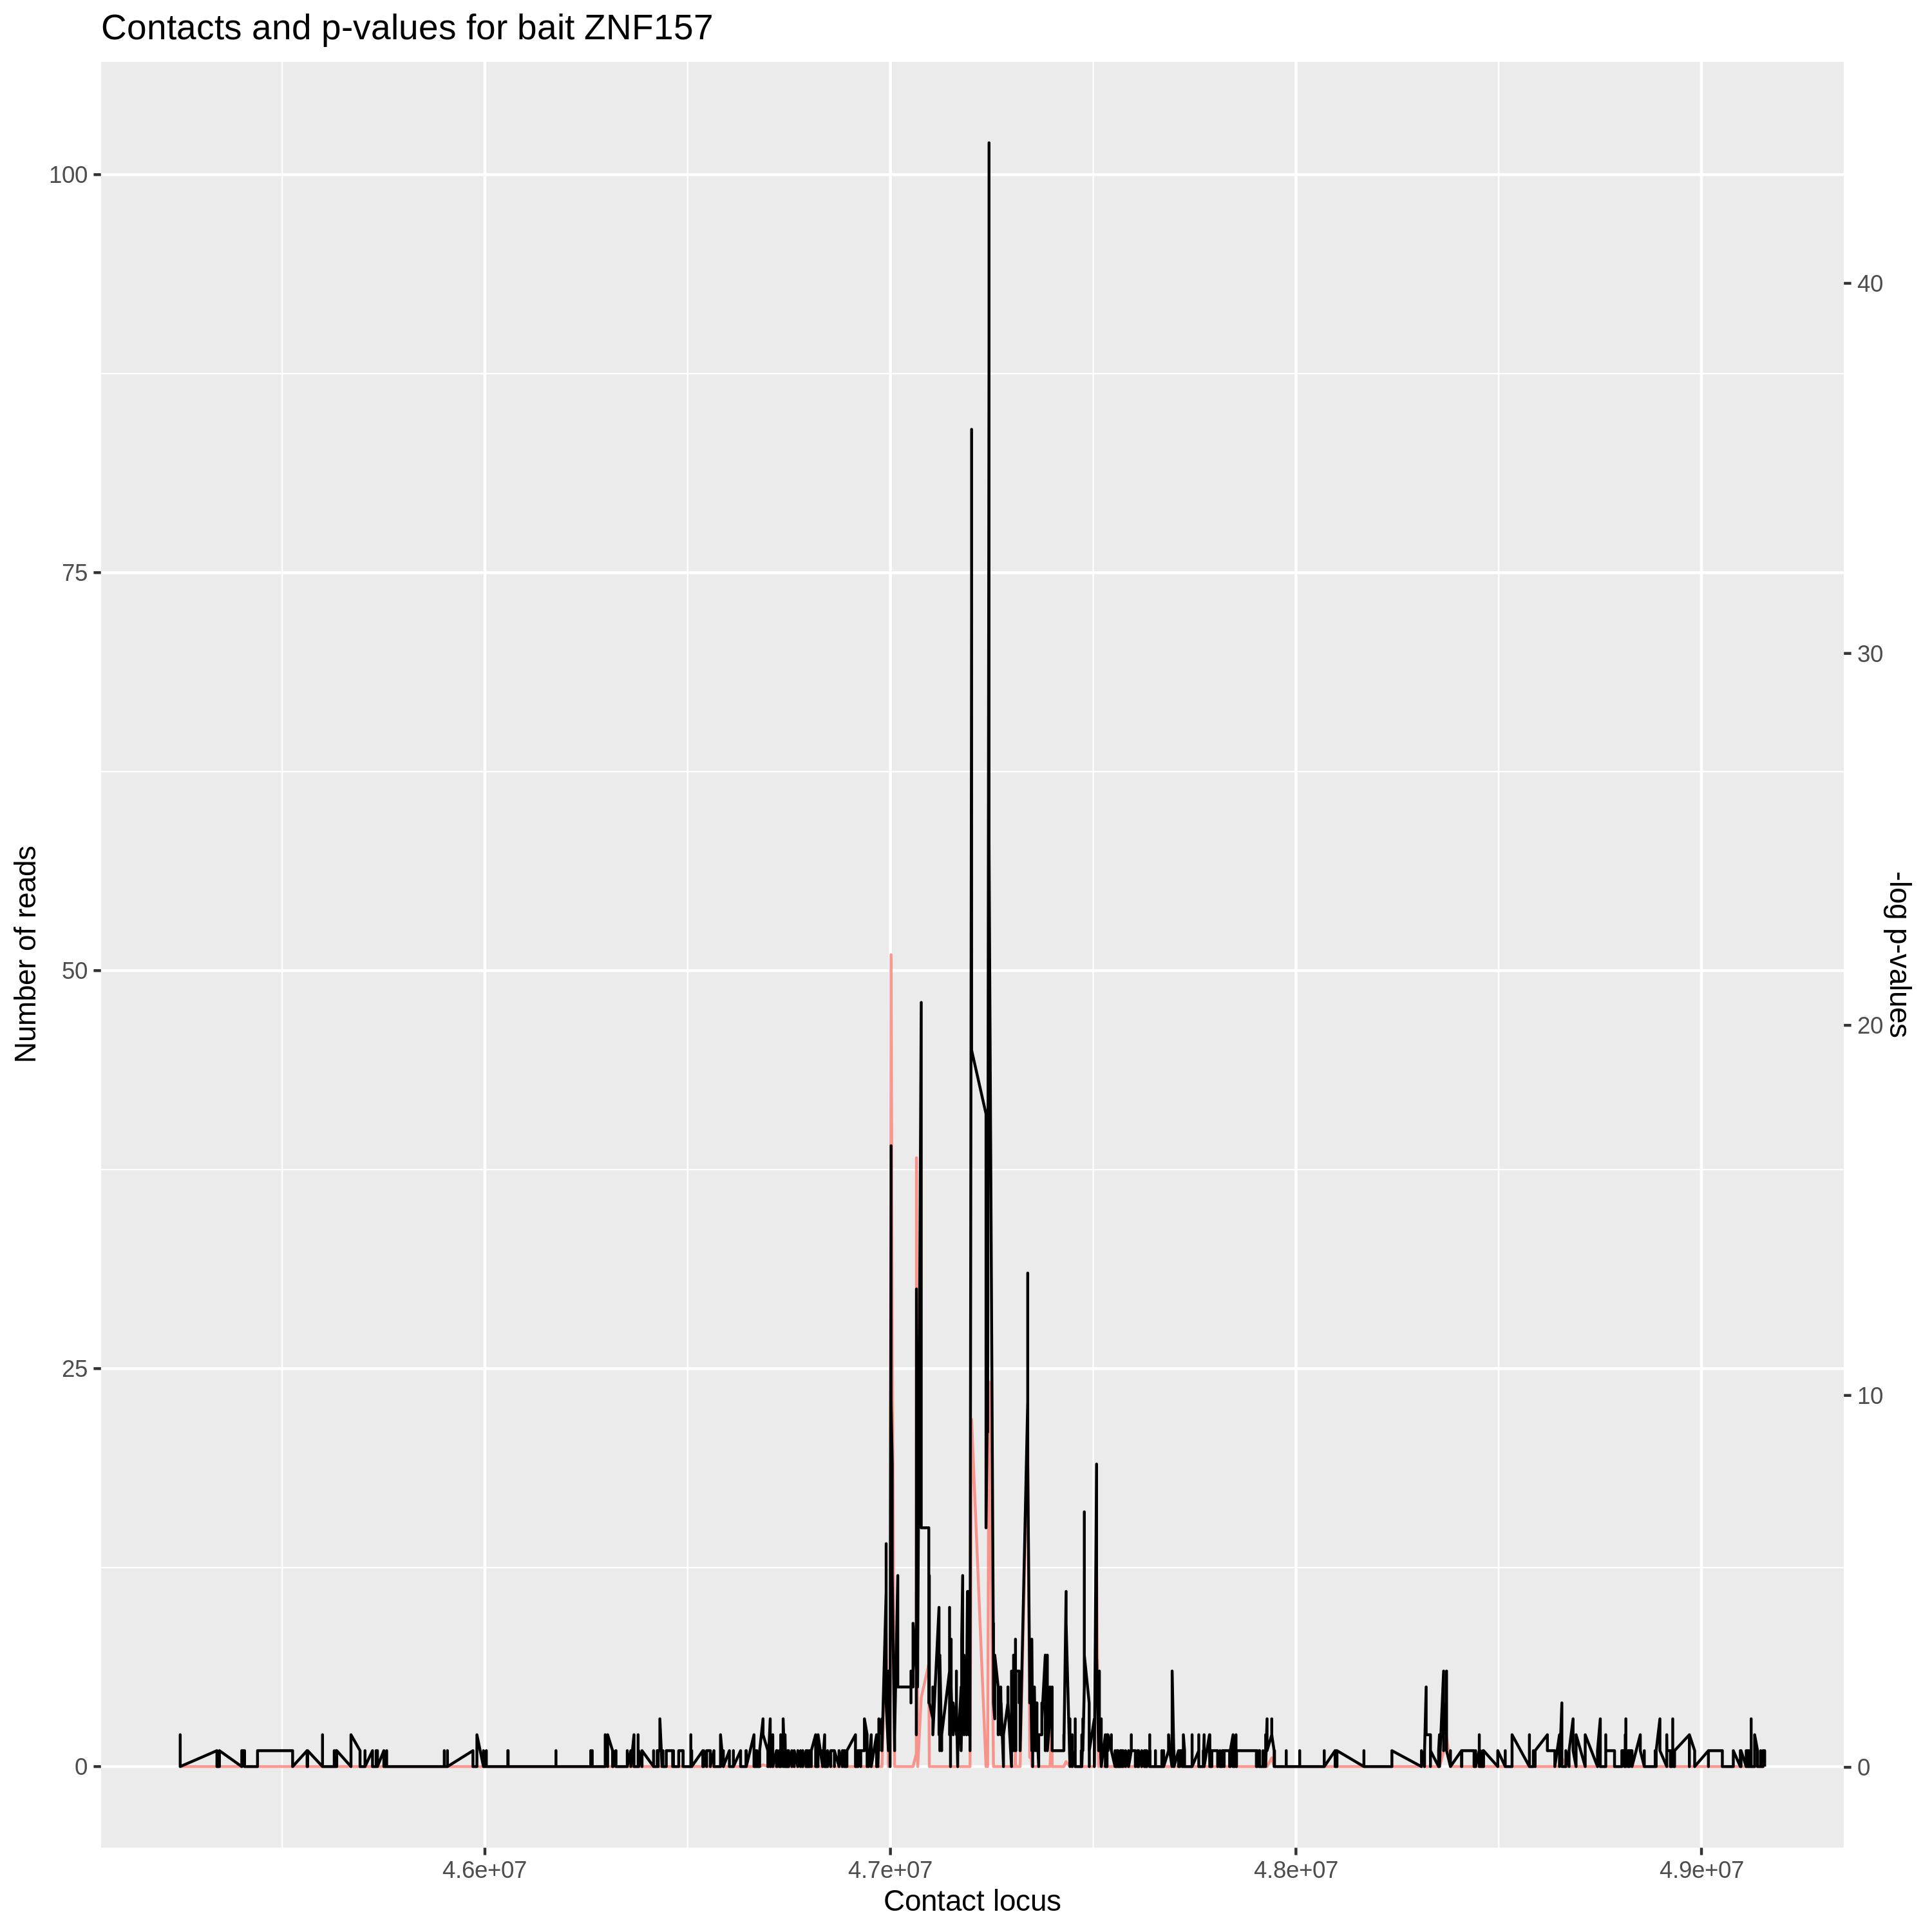 Contacts and p-values for bait ZNF157
Number of reads
100
75
50
25
0
40
30
20
10
0
-log p-values
4.6e+07 4.7e+07 4.8e+07 4.9e+07
Contact locus